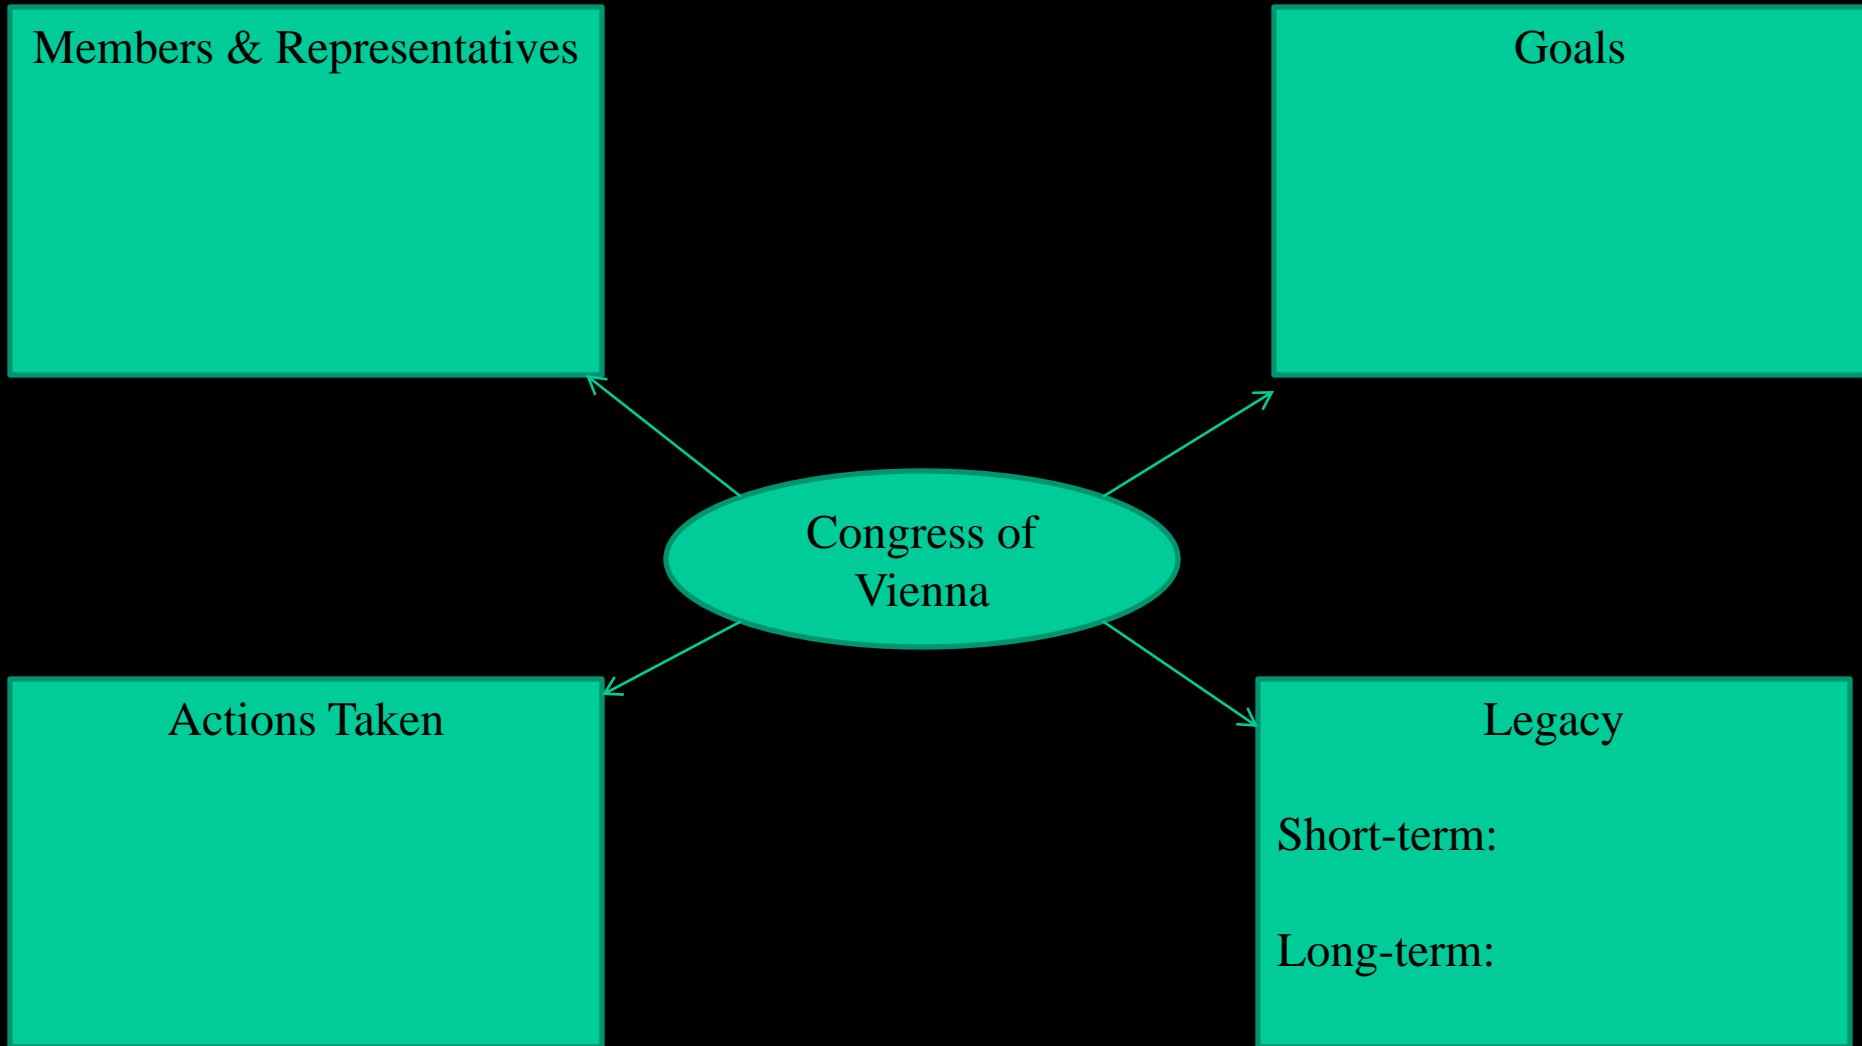 Members & Representatives
Goals
Congress of
Vienna
Actions Taken
Legacy
Short-term:
Long-term: